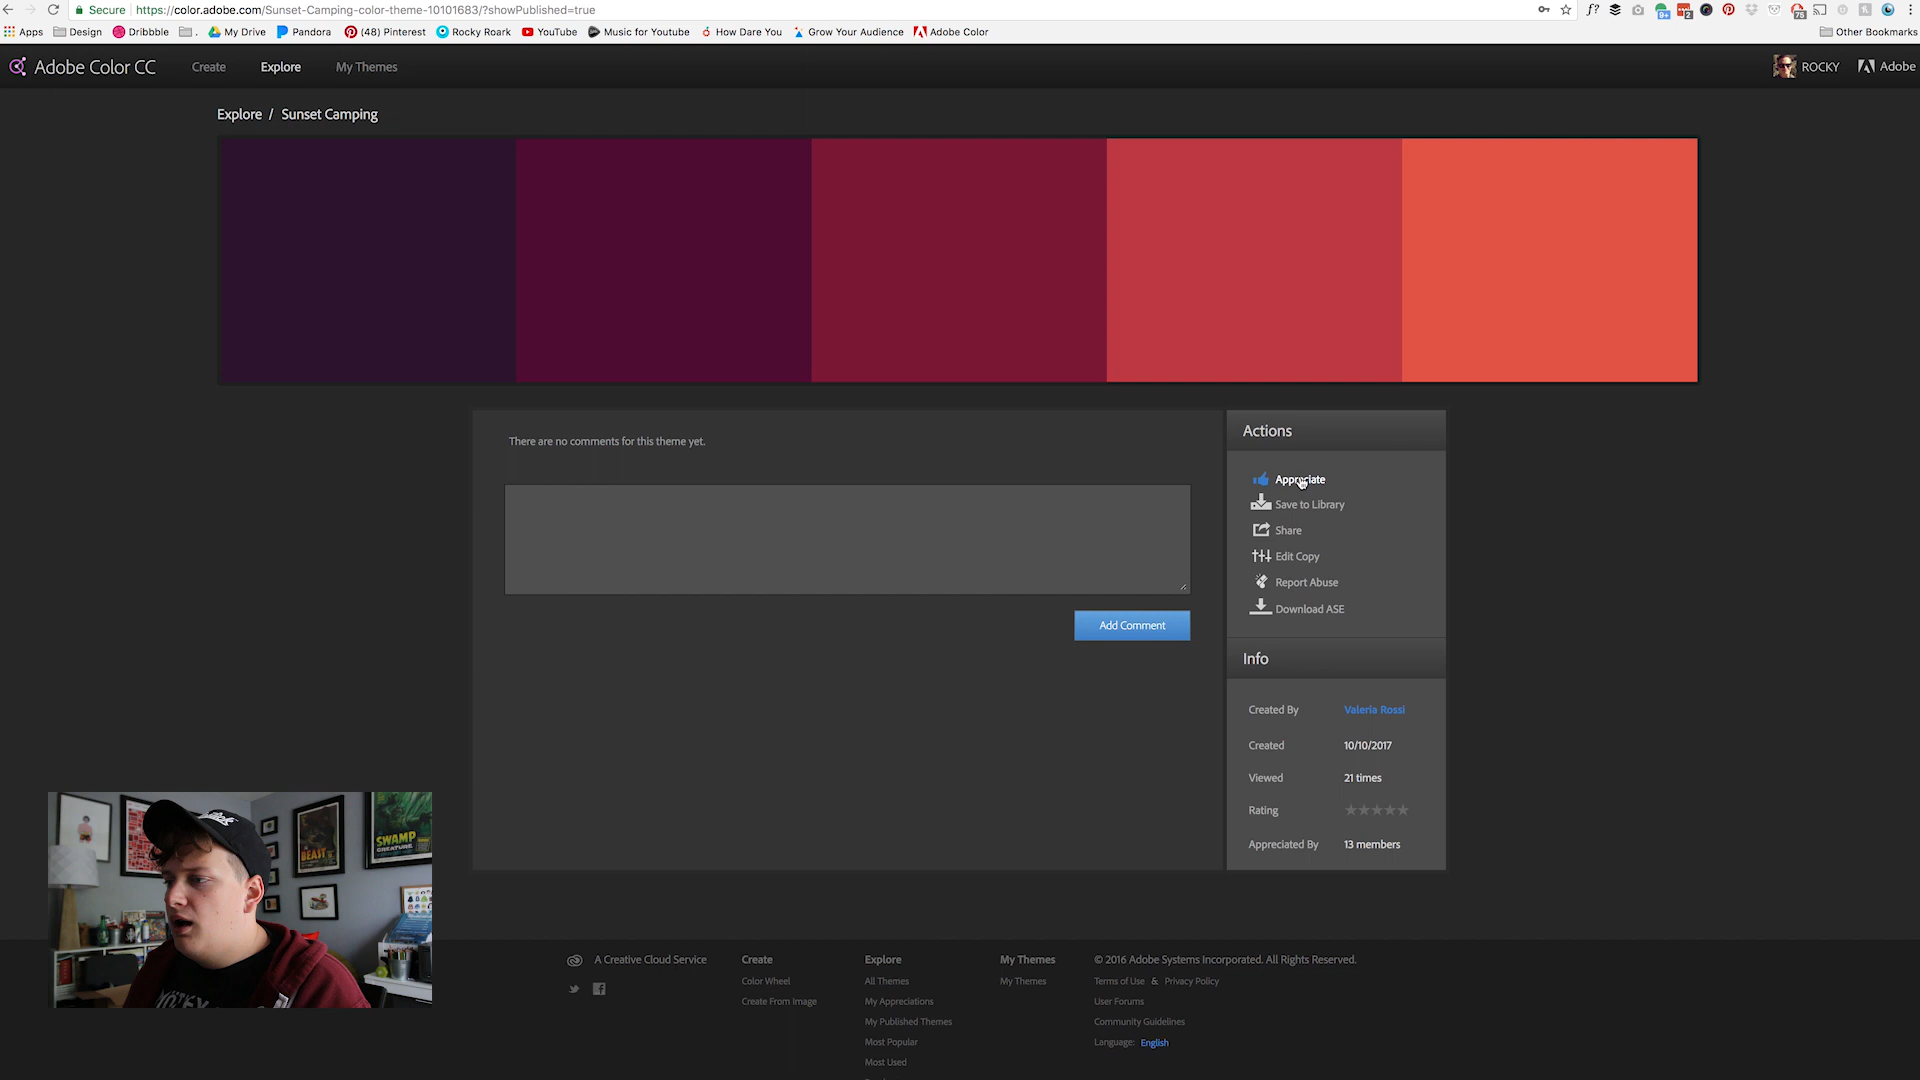 Secure https://color.adobe.com/Sunset-Camping-color-theme-10101683/?showPublished=true
Apps Design Dribbble . My Drive Pandora (48) Pinterest Rocky Roark YouTube Music for Youtube How Dare You Grow Your Audience Adobe Color Other Bookmarks
Adobe Color CC Create Explore My Themes ROCKY Adobe
Explore / Sunset Camping
There are no comments for this theme yet.
Add Comment
Actions
Appreciate
Save to Library
Share
Edit Copy
Report Abuse
Download ASE
Info
Created By Valeria Rossi
Created 10/10/2017
Viewed 21 times
Rating
Appreciated By 13 members
BEAST
SWAMP
CREATURE
A Creative Cloud Service
Create
Color Wheel
Create From Image
Explore
All Themes
My Appreciations
My Published Themes
Most Popular
Most Used
My Themes
My Themes
© 2016 Adobe Systems Incorporated. All Rights Reserved.
Terms of Use & Privacy Policy
User Forums
Community Guidelines
Language: English